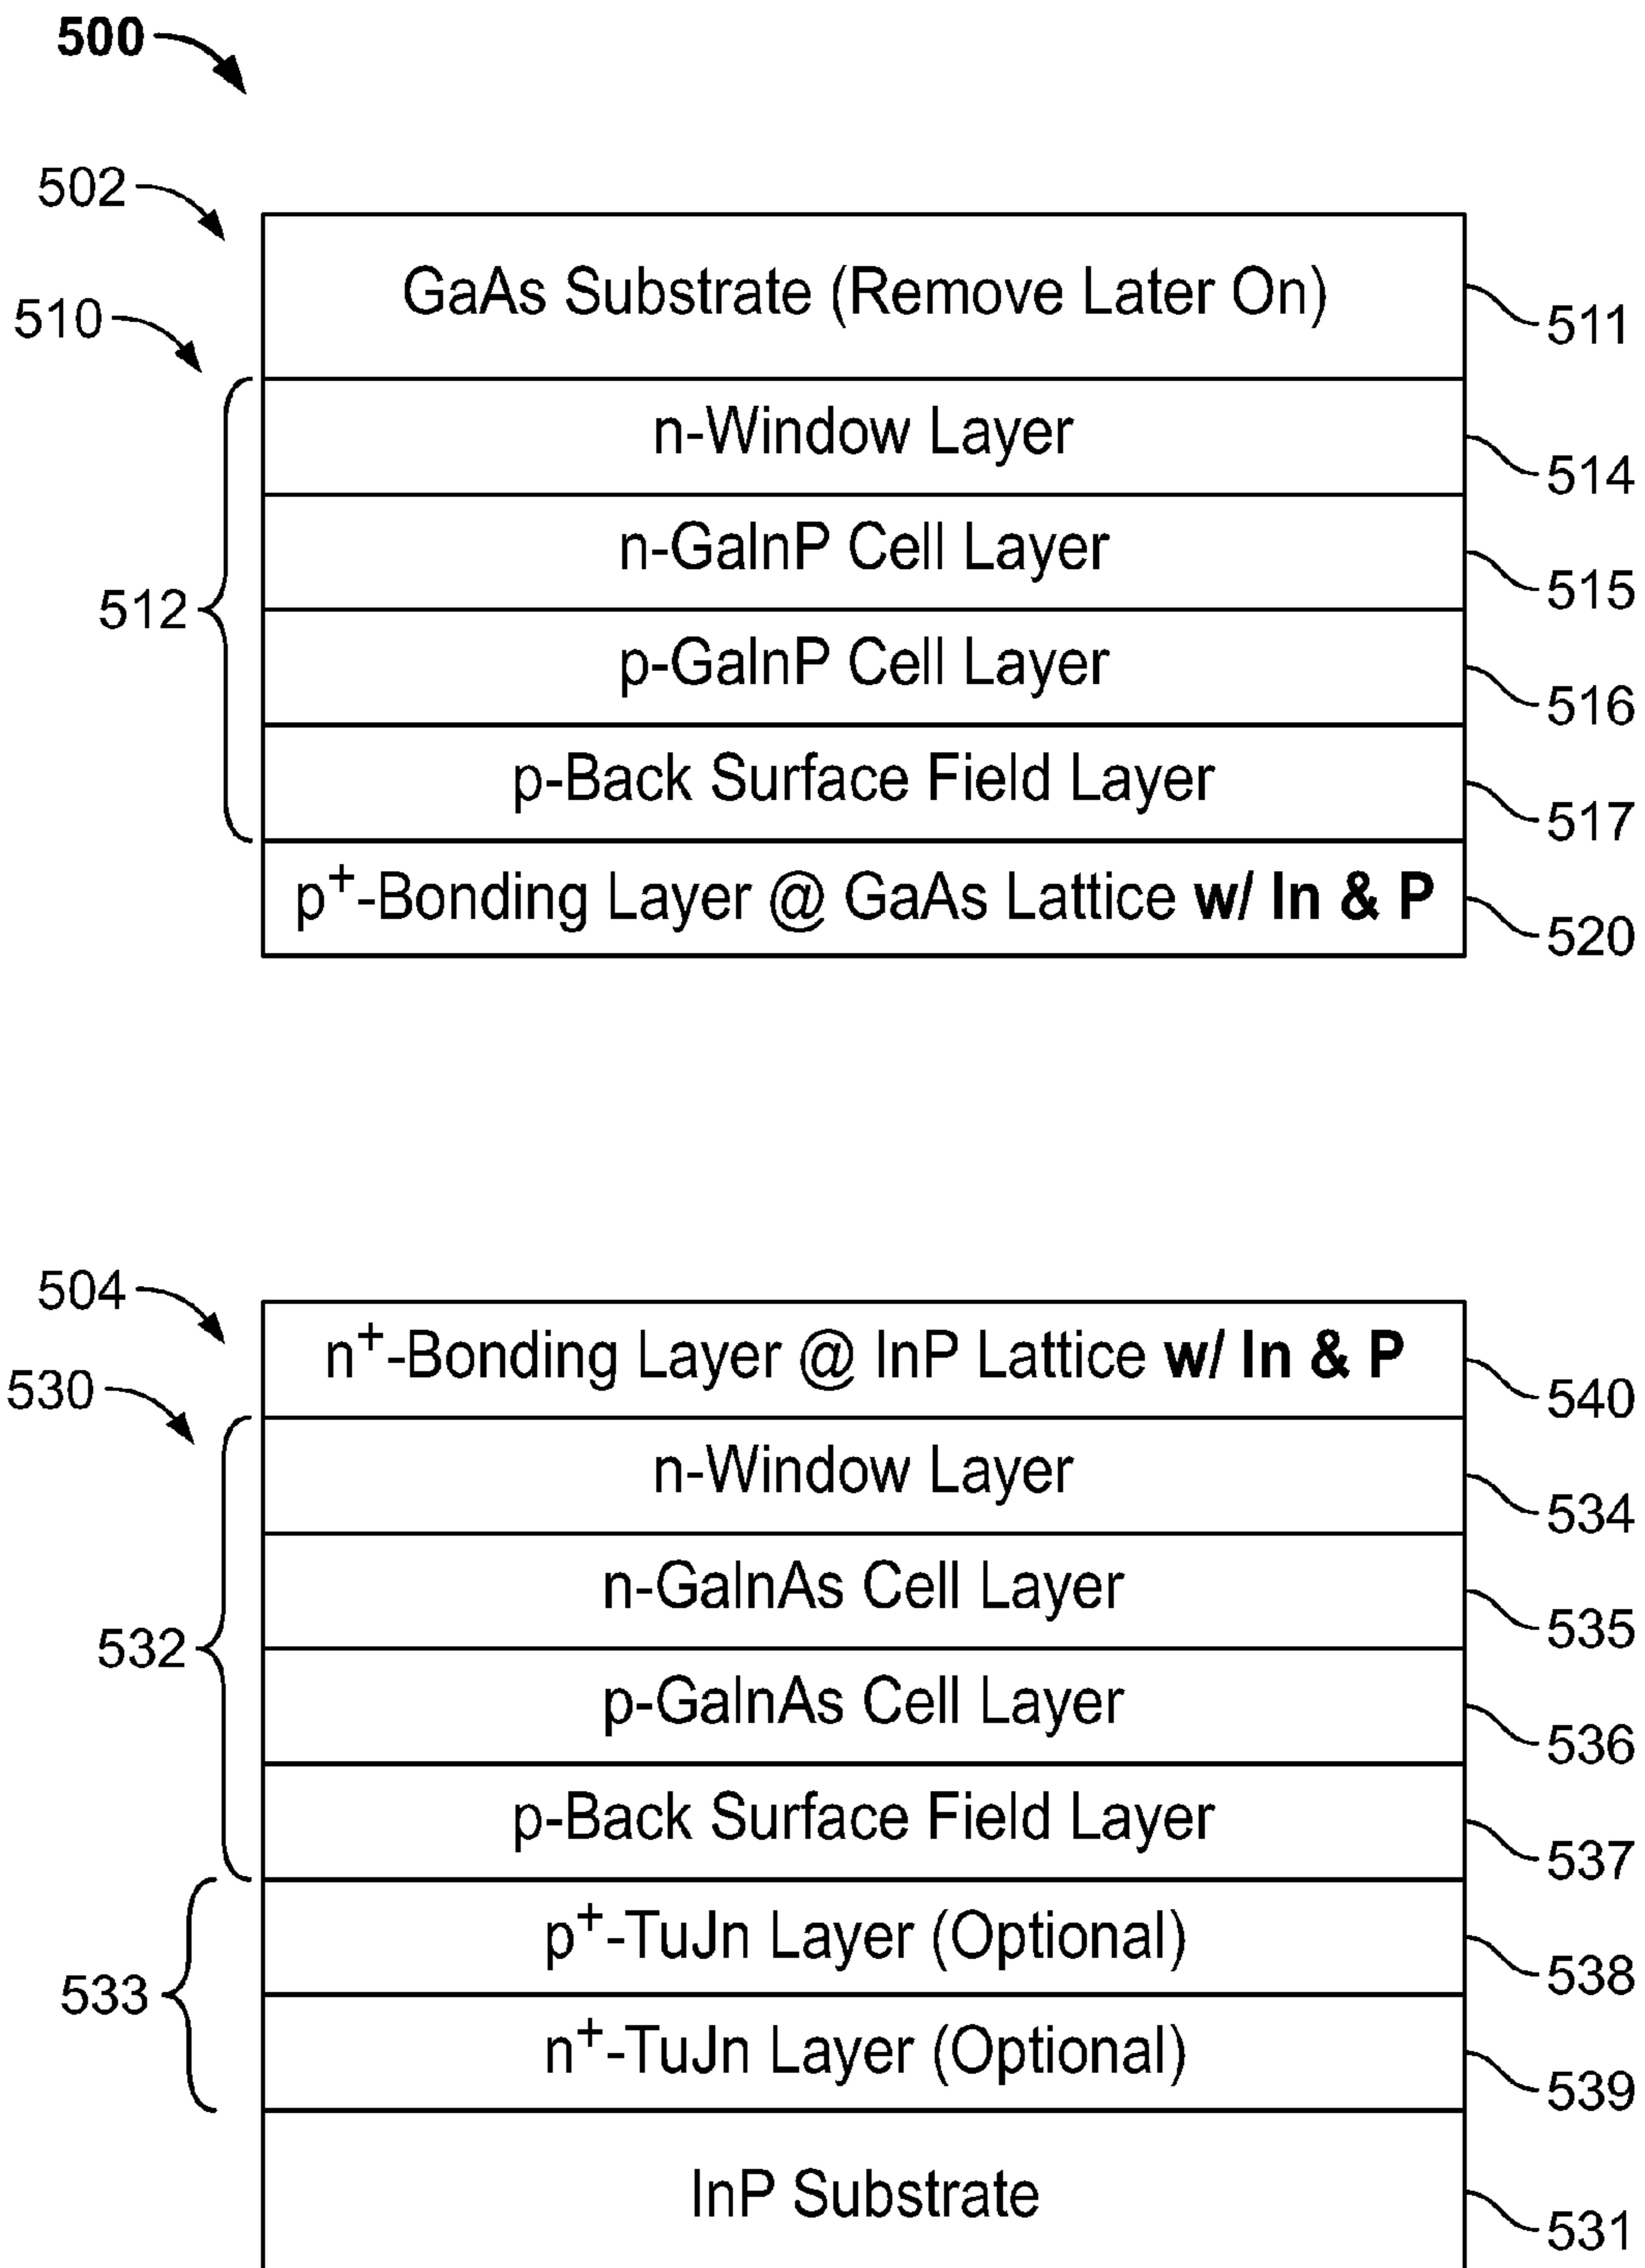 500
502
GaAs Substrate (Remove Later On)
511
510
n-Window Layer
514
n-GaInP Cell Layer
515
512
p-GaInP Cell Layer
516
p-Back Surface Field Layer
517
p⁺-Bonding Layer @ GaAs Lattice w/ In & P
520
504
n⁺-Bonding Layer @ InP Lattice w/ In & P
540
530
n-Window Layer
534
n-GaInAs Cell Layer
535
532
p-GaInAs Cell Layer
536
p-Back Surface Field Layer
537
p⁺-TuJn Layer (Optional)
538
533
n⁺-TuJn Layer (Optional)
539
InP Substrate
531